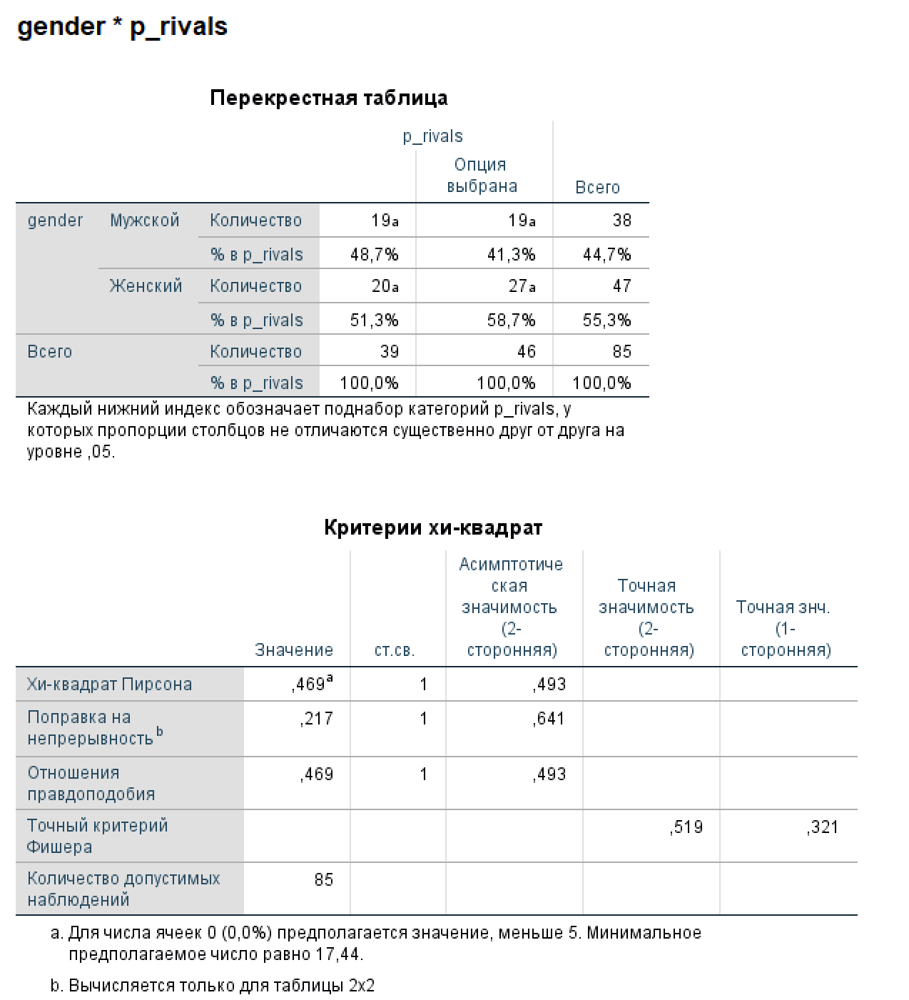 gender * p_rivals
Перекрестная таблица
p_rivals
Опция
выбрана
Всего
gender Мужской Количество 19a 19a 38
% в p_rivals 48,7% 41,3% 44,7%
Женский Количество 20a 27a 47
% в p_rivals 51,3% 58,7% 55,3%
Всего Количество 39 46 85
% в p_rivals 100,0% 100,0% 100,0%
Каждый нижний индекс обозначает поднабор категорий p_rivals, у
которых пропорции столбцов не отличаются существенно друг от друга на
уровне ,05.
Критерии хи-квадрат
Значение
ст.св.
Асимптотиче
ская
значимость
(2-
сторонняя)
Точная
значимость
(2-
сторонняя)
Точная знч.
(1-
сторонняя)
Хи-квадрат Пирсона ,469a 1 ,493
Поправка на
непрерывность b ,217 1 ,641
Отношения
правдоподобия ,469 1 ,493
Точный критерий
Фишера ,519 ,321
Количество допустимых
наблюдений 85
a. Для числа ячеек 0 (0,0%) предполагается значение, меньше 5. Минимальное
предполагаемое число равно 17,44.
b. Вычисляется только для таблицы 2x2